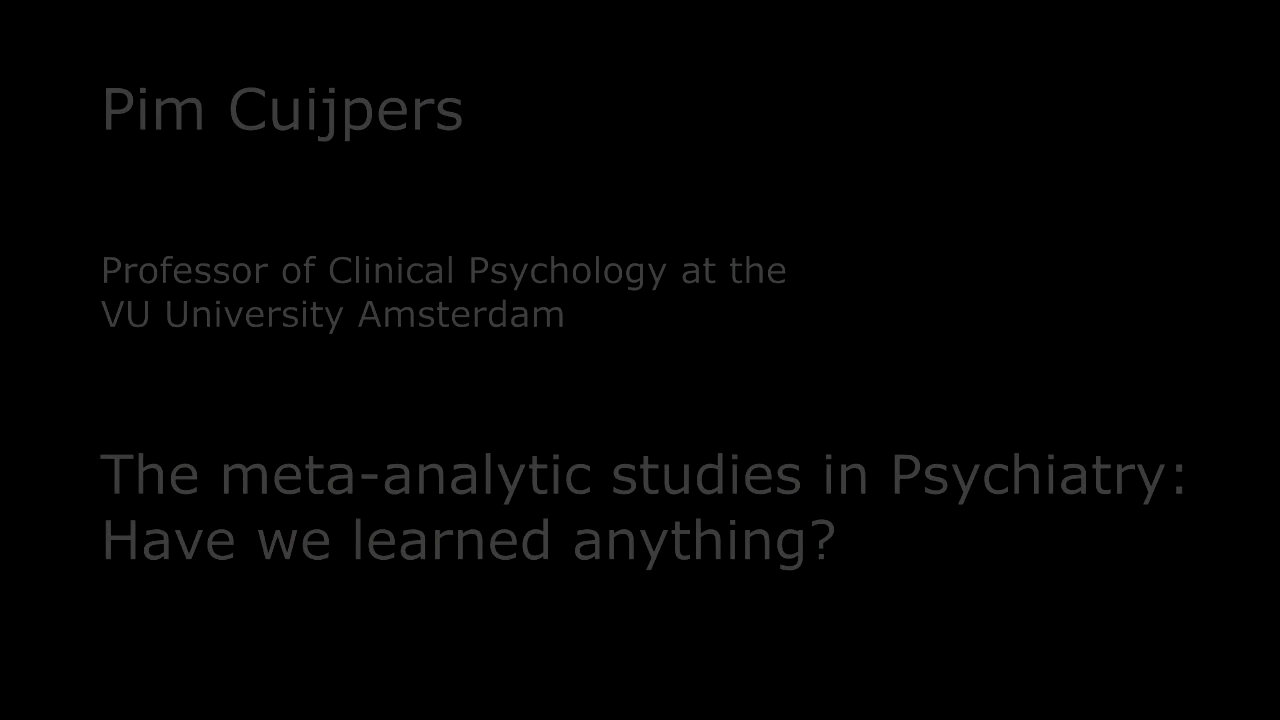 Pim Cuijpers
Professor of Clinical Psychology at the
VU University Amsterdam
The meta-analytic studies in Psychiatry:
Have we learned anything?